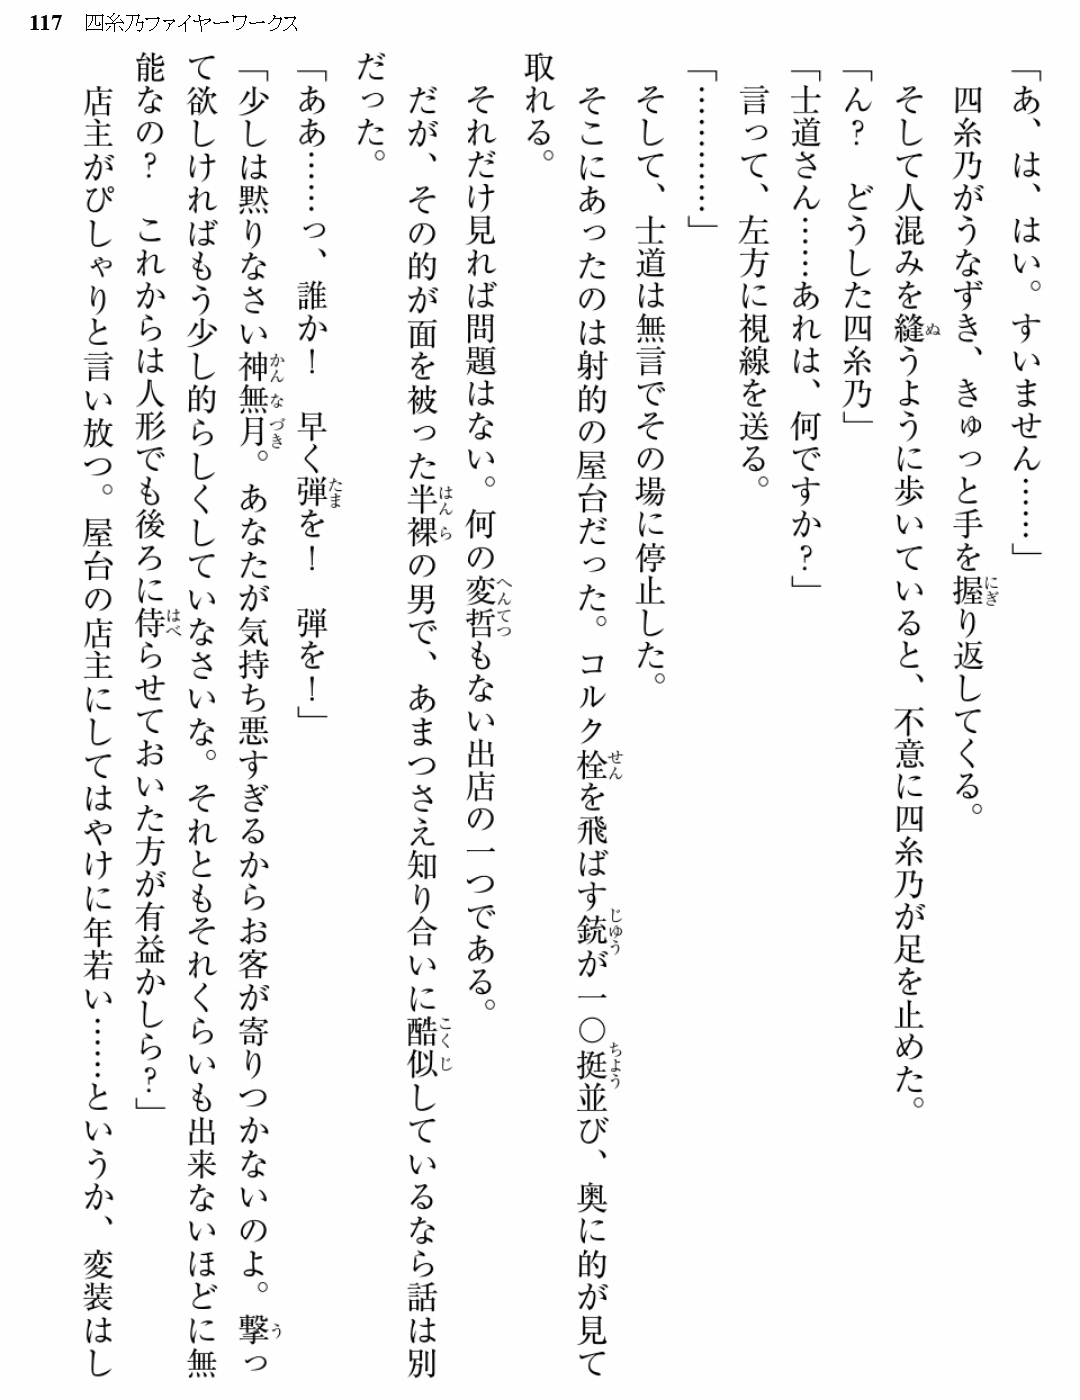 117 四糸乃ファイヤーワークス
「あ、は、はい。すいません……」
四糸乃がうなずき、きゅっと手を握り返してくる。
そして人混みを縫うように歩いていると、不意に四糸乃が足を止めた。
「ん？　どうした四糸乃」
「士道さん……あれは、何ですか？」
言って、左方に視線を送る。
「…………」
そして、士道は無言でその場に停止した。
そこにあったのは射的の屋台だった。コルク栓を飛ばす銃が一〇挺並び、奥に的が見て
取れる。
それだけ見れば問題はない。何の変哲もない出店の一つである。
だが、その的が面を被った半裸の男で、あまつさえ知り合いに酷似しているなら話は別
だった。
「ああ……っ、誰か！　早く弾を！　弾を！」
「少しは黙りなさい神無月。あなたが気持ち悪すぎるからお客が寄りつかないのよ。撃っ
て欲しければもう少し的らしくしていなさいな。それともそれくらいも出来ないほどに無
能なの？　これからは人形でも後ろに侍らせておいた方が有益かしら？」
店主がぴしゃりと言い放つ。屋台の店主にしてはやけに年若い……というか、変装はし